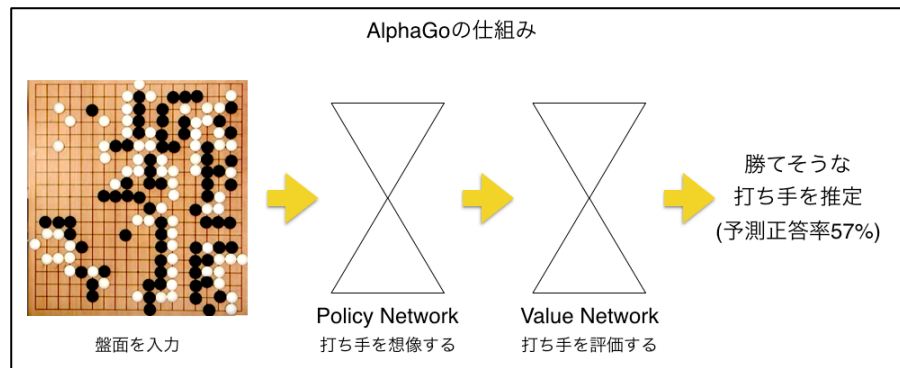 AlphaGoの仕組み
勝てそうな
打ち手を推定
(予測正答率57%)
Policy Network
Value Network
盤面を入力
打ち手を想像する
打ち手を評価する